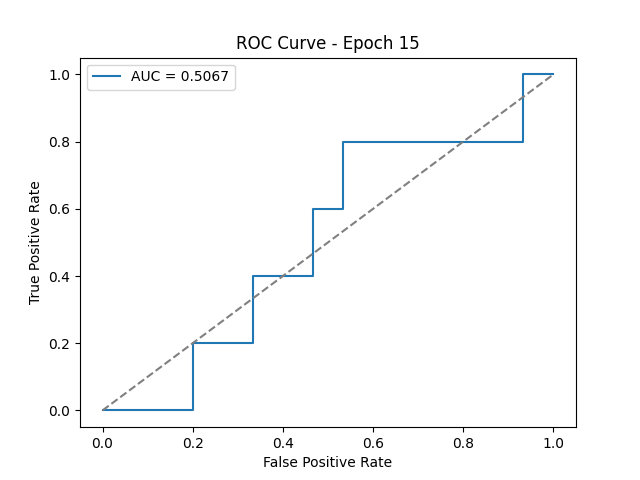 ROC Curve - Epoch 15
AUC = 0.5067
True Positive Rate
1.0
0.8
0.6
0.4
0.2
0.0
0.0 0.2 0.4 0.6 0.8 1.0
False Positive Rate